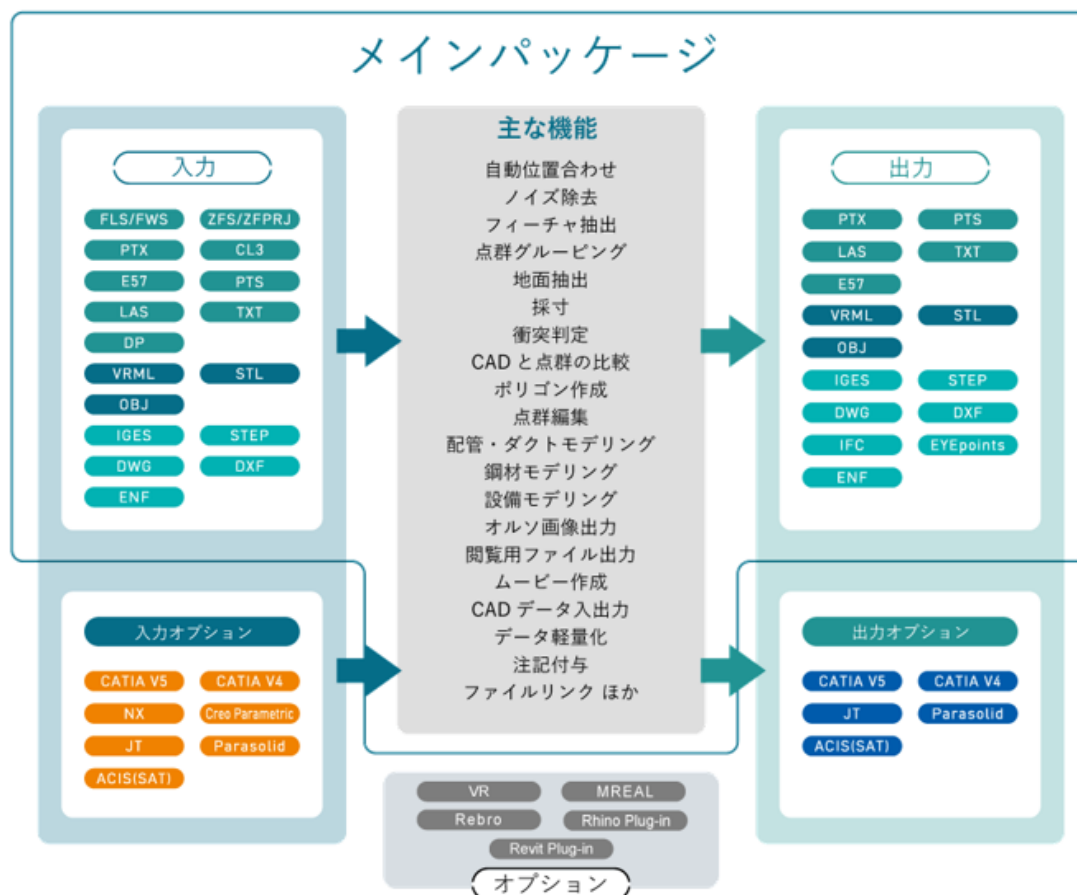 メインパッケージ
入力
FLS/FWS ZFS/ZFPRJ
PTX CL3
E57 PTS
LAS TXT
DP
VRML STL
OBJ
IGES STEP
DWG DXF
ENF
入力オプション
CATIA V5 CATIA V4
NX Creo Parametric
JT Parasolid
ACIS(SAT)
主な機能
自動位置合わせ
ノイズ除去
フィーチャ抽出
点群グルーピング
地面抽出
採寸
衝突判定
CAD と点群の比較
ポリゴン作成
点群編集
配管・ダクトモデリング
鋼材モデリング
設備モデリング
オルソ画像出力
閲覧用ファイル出力
ムービー作成
CAD データ入出力
データ軽量化
注記付与
ファイルリンク ほか
出力
PTX PTS
LAS TXT
E57
VRML STL
OBJ
IGES STEP
DWG DXF
IFC EYEpoints
ENF
出力オプション
CATIA V5 CATIA V4
JT Parasolid
ACIS(SAT)
VR MREAL
Rebro Rhino Plug-in
Revit Plug-in
オプション